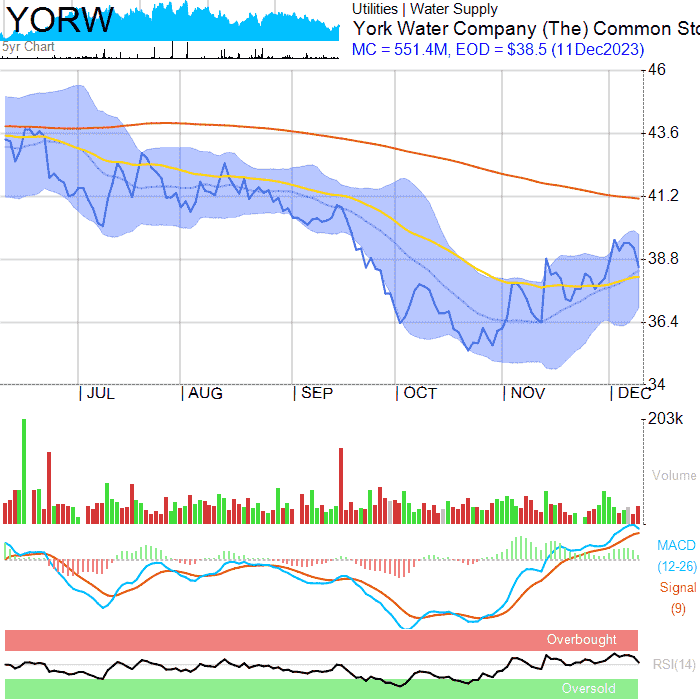 YORW
5yr Chart
Utilities | Water Supply
York Water Company (The) Common Sto
MC = 551.4M, EOD = $38.5 (11Dec2023)
46
43.6
41.2
38.8
36.4
34
| JUL | AUG | SEP | OCT | NOV | DEC
203k
Volume
MACD
(12-26)
Signal
(9)
Overbought
RSI(14)
Oversold